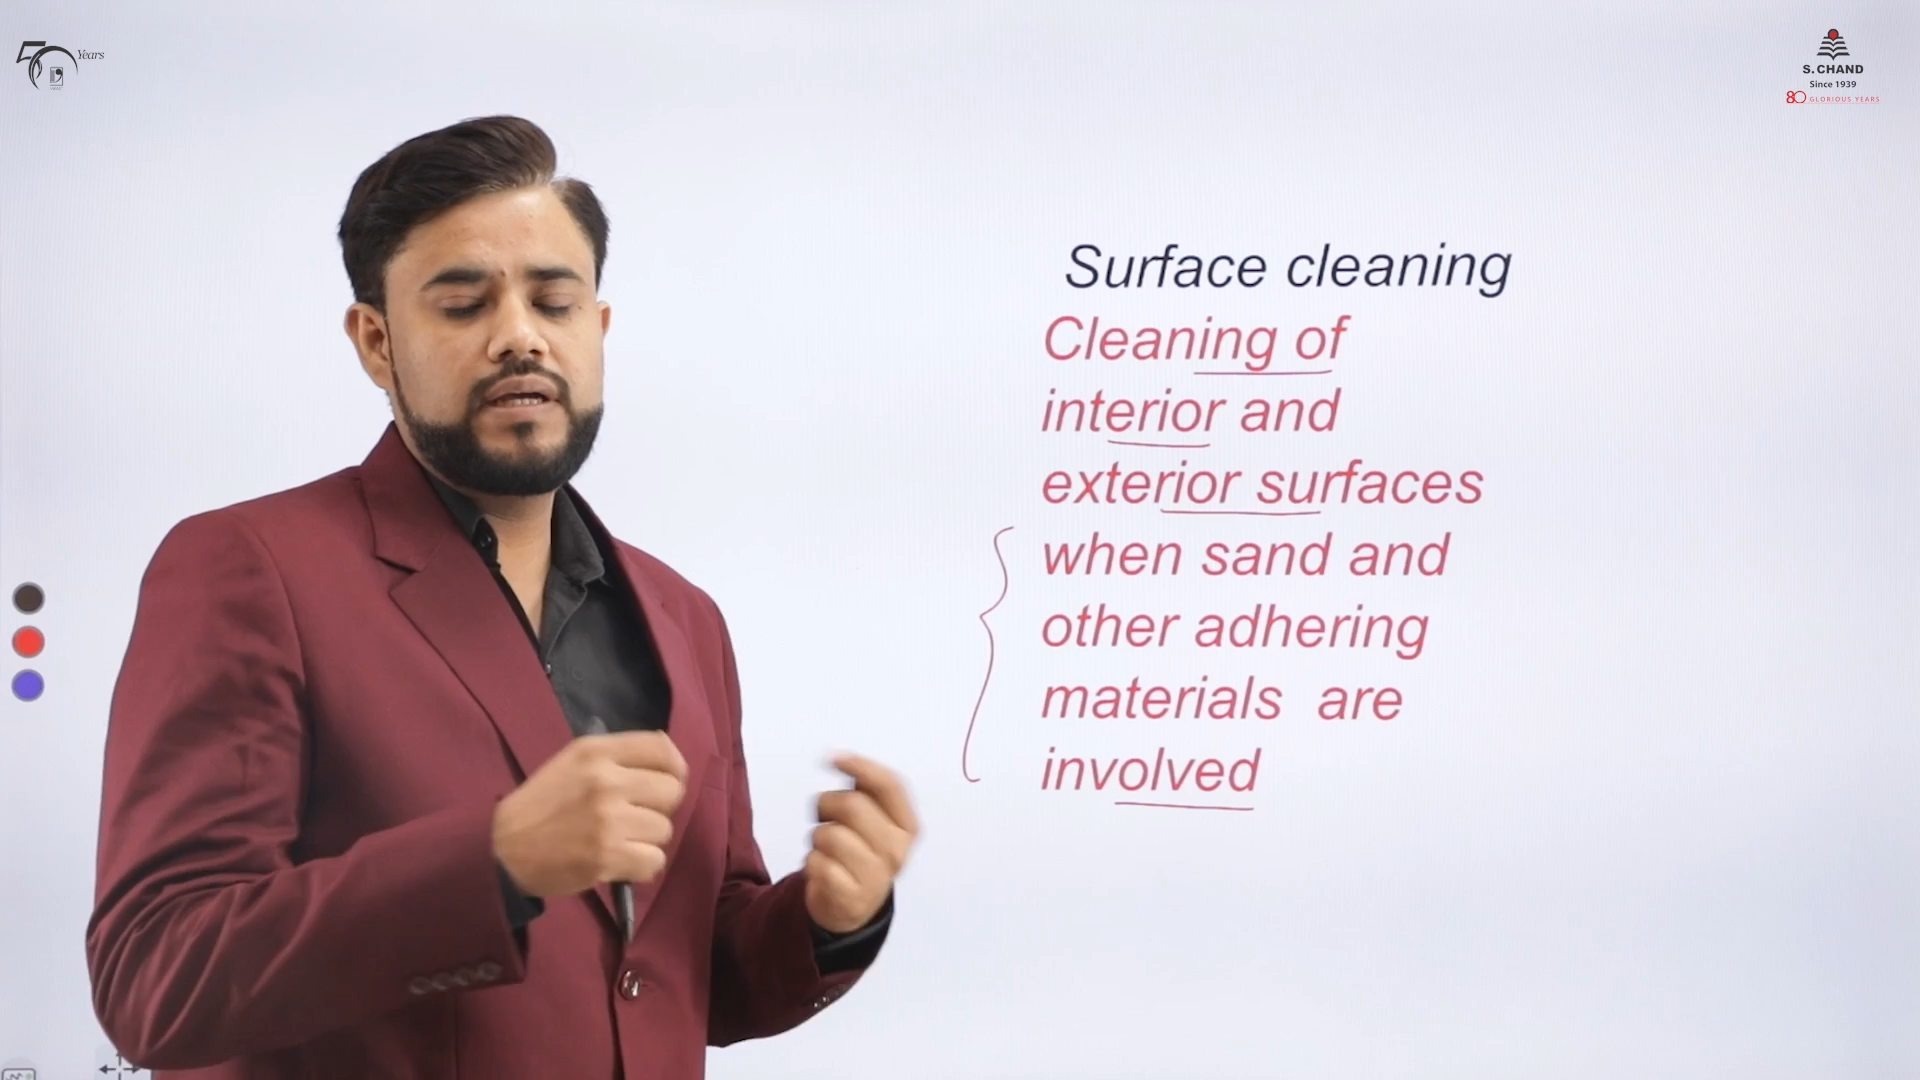 50 Years
S. CHAND
Since 1939
80 GLORIOUS YEARS
Surface cleaning
Cleaning of
interior and
exterior surfaces
when sand and
other adhering
materials are
involved